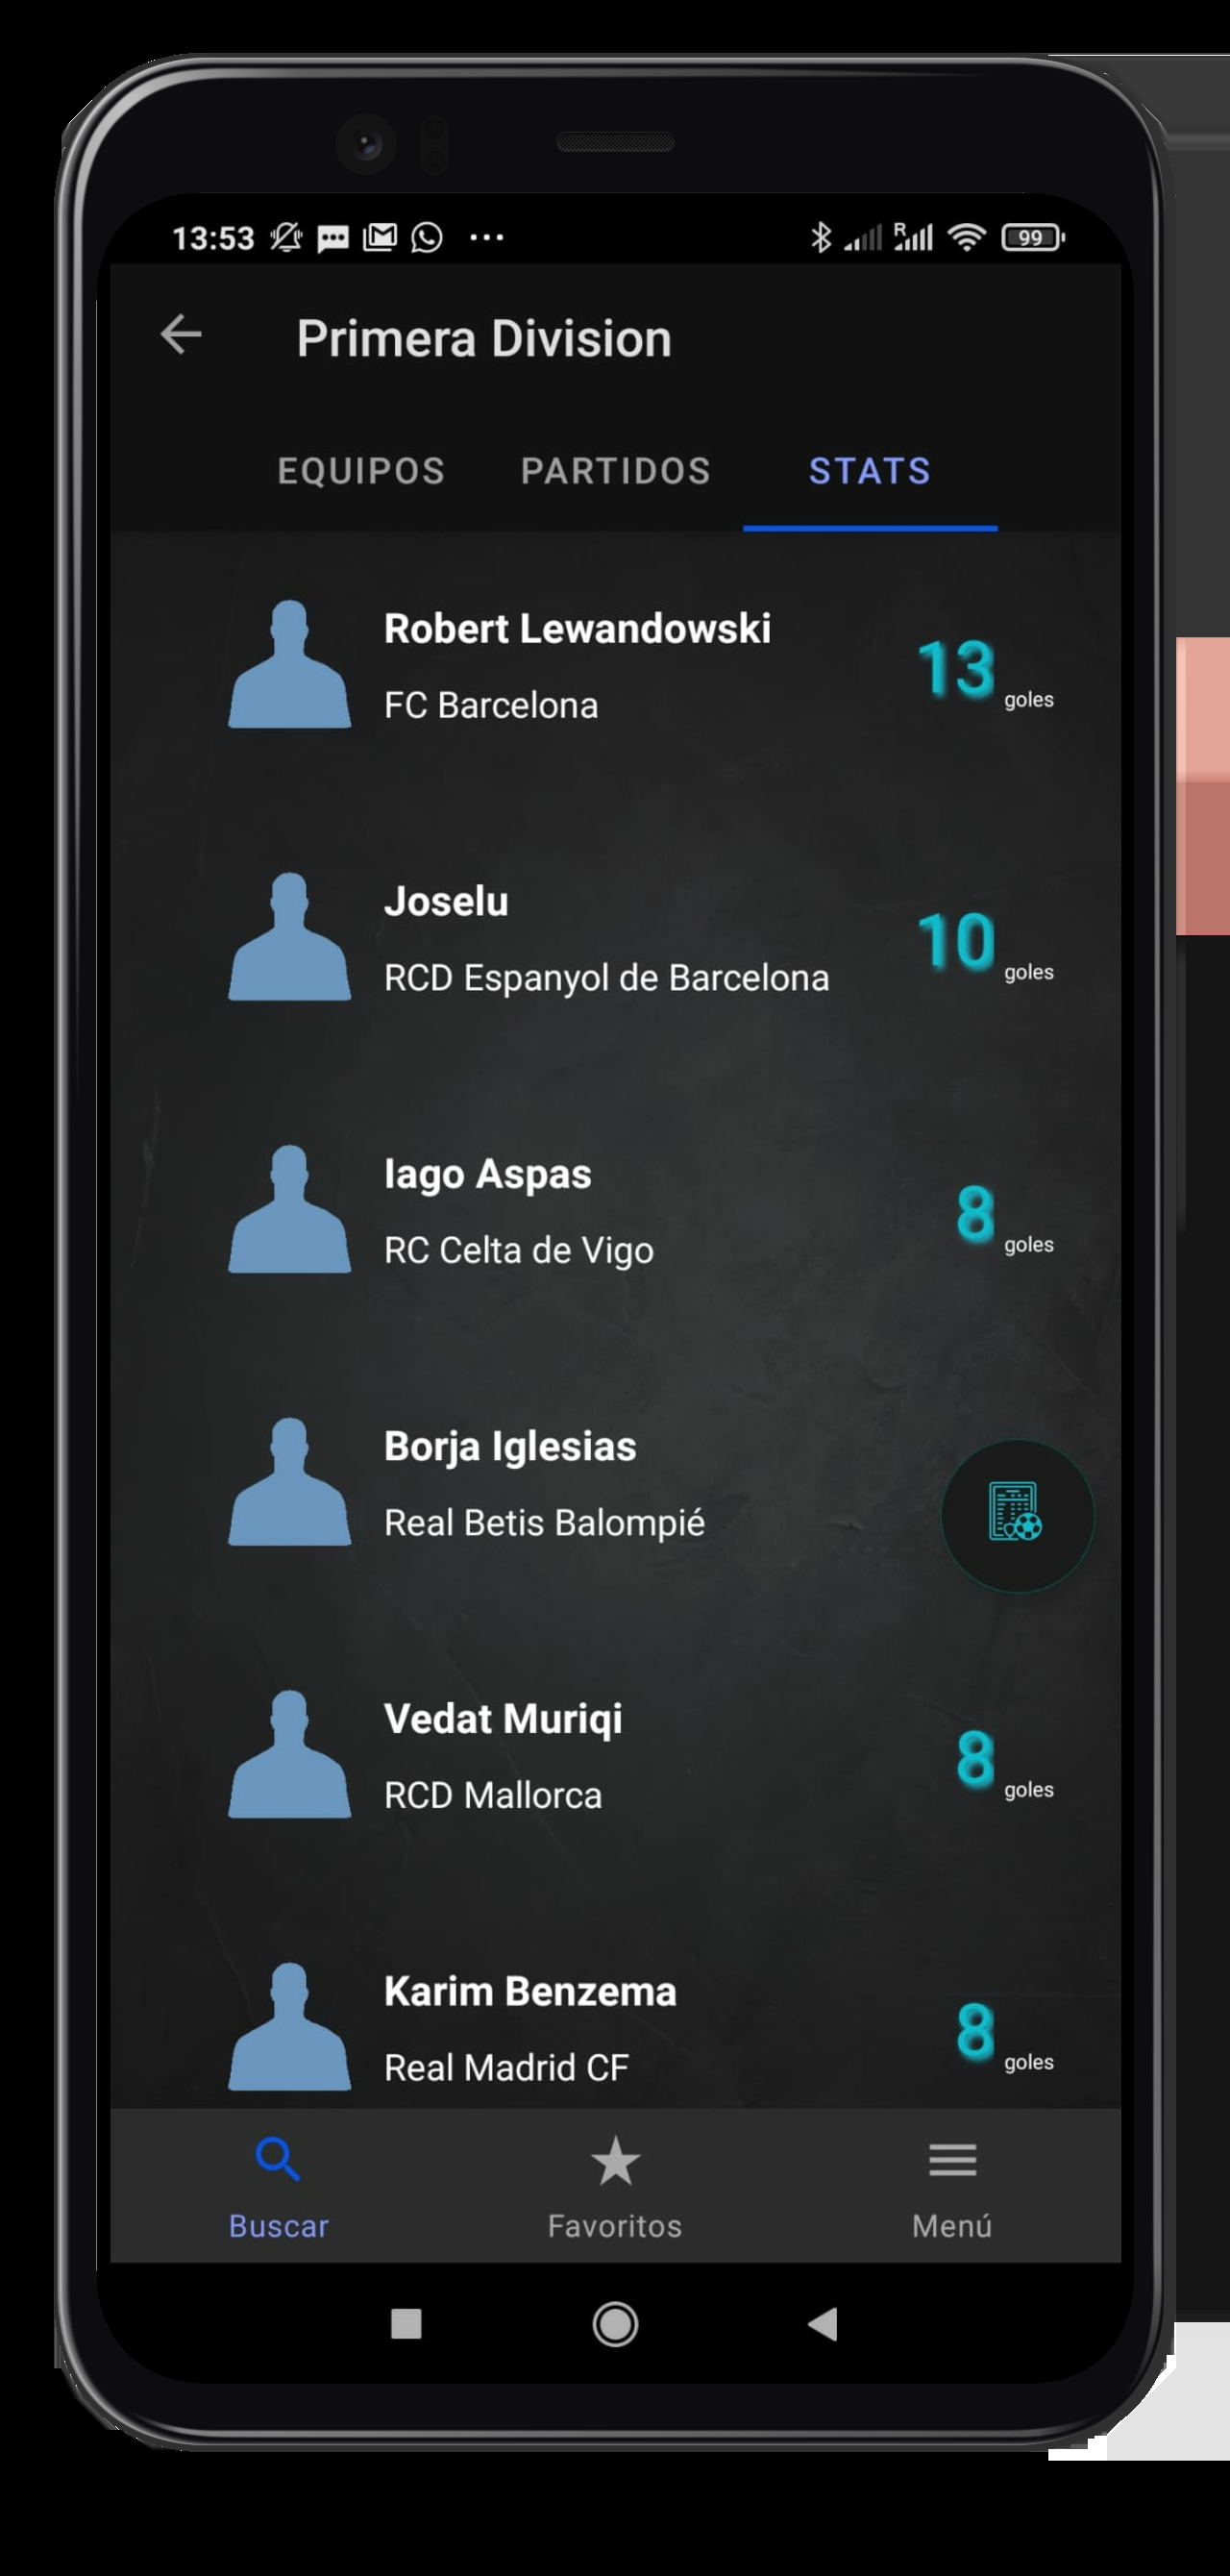 13:53
R
99
Primera Division
EQUIPOS PARTIDOS STATS
Robert Lewandowski
FC Barcelona
13 goles
Joselu
RCD Espanyol de Barcelona
10 goles
Iago Aspas
RC Celta de Vigo
8 goles
Borja Iglesias
Real Betis Balompié
Vedat Muriqi
RCD Mallorca
8 goles
Karim Benzema
Real Madrid CF
8 goles
Buscar Favoritos Menú